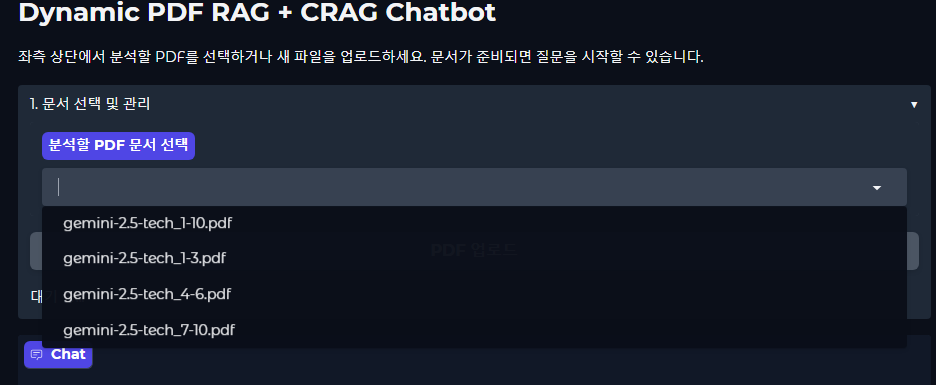 Dynamic PDF RAG + CRAG Chatbot
좌측 상단에서 분석할 PDF를 선택하거나 새 파일을 업로드하세요. 문서가 준비되면 질문을 시작할 수 있습니다.
1. 문서 선택 및 관리
분석할 PDF 문서 선택
gemini-2.5-tech_1-10.pdf
PDF 업로드
gemini-2.5-tech_1-3.pdf
gemini-2.5-tech_4-6.pdf
gemini-2.5-tech_7-10.pdf
Chat